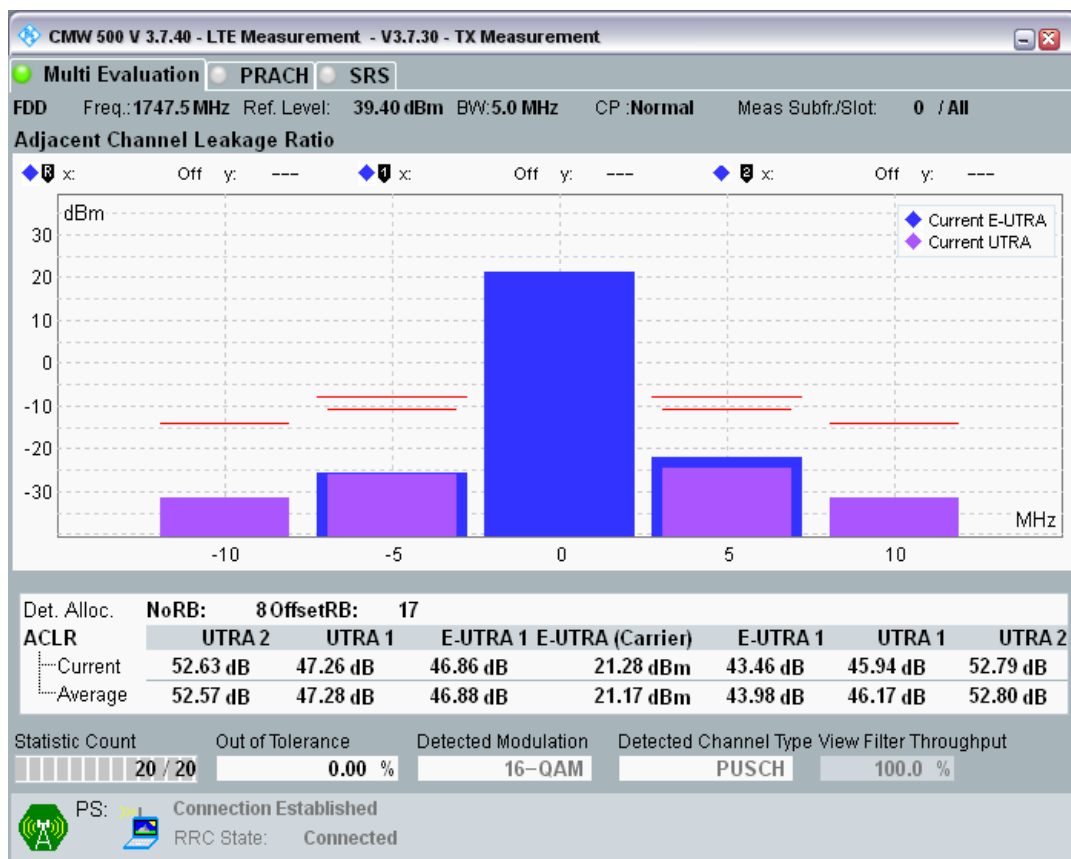 CMW 500 V 3.7.40 - LTE Measurement - V3.7.30 - TX Measurement
Multi Evaluation PRACH SRS
FDD Freq.: 1747.5 MHz Ref. Level: 39.40 dBm BW: 5.0 MHz CP : Normal Meas Subfr./Slot: 0 / All
Adjacent Channel Leakage Ratio
R x: Off y: --- 1 x: Off y: --- 2 x: Off y: ---
dBm
Current E-UTRA
Current UTRA
30
20
10
0
-10
-20
-30
MHz
-10 -5 0 5 10
Det. Alloc. NoRB: 8 OffsetRB: 17
ACLR UTRA 2 UTRA 1 E-UTRA 1 E-UTRA (Carrier) E-UTRA 1 UTRA 1 UTRA 2
Current 52.63 dB 47.26 dB 46.86 dB 21.28 dBm 43.46 dB 45.94 dB 52.79 dB
Average 52.57 dB 47.28 dB 46.88 dB 21.17 dBm 43.98 dB 46.17 dB 52.80 dB
Statistic Count Out of Tolerance Detected Modulation Detected Channel Type View Filter Throughput
20 / 20 0.00 % 16-QAM PUSCH 100.0 %
PS: Connection Established
RRC State: Connected